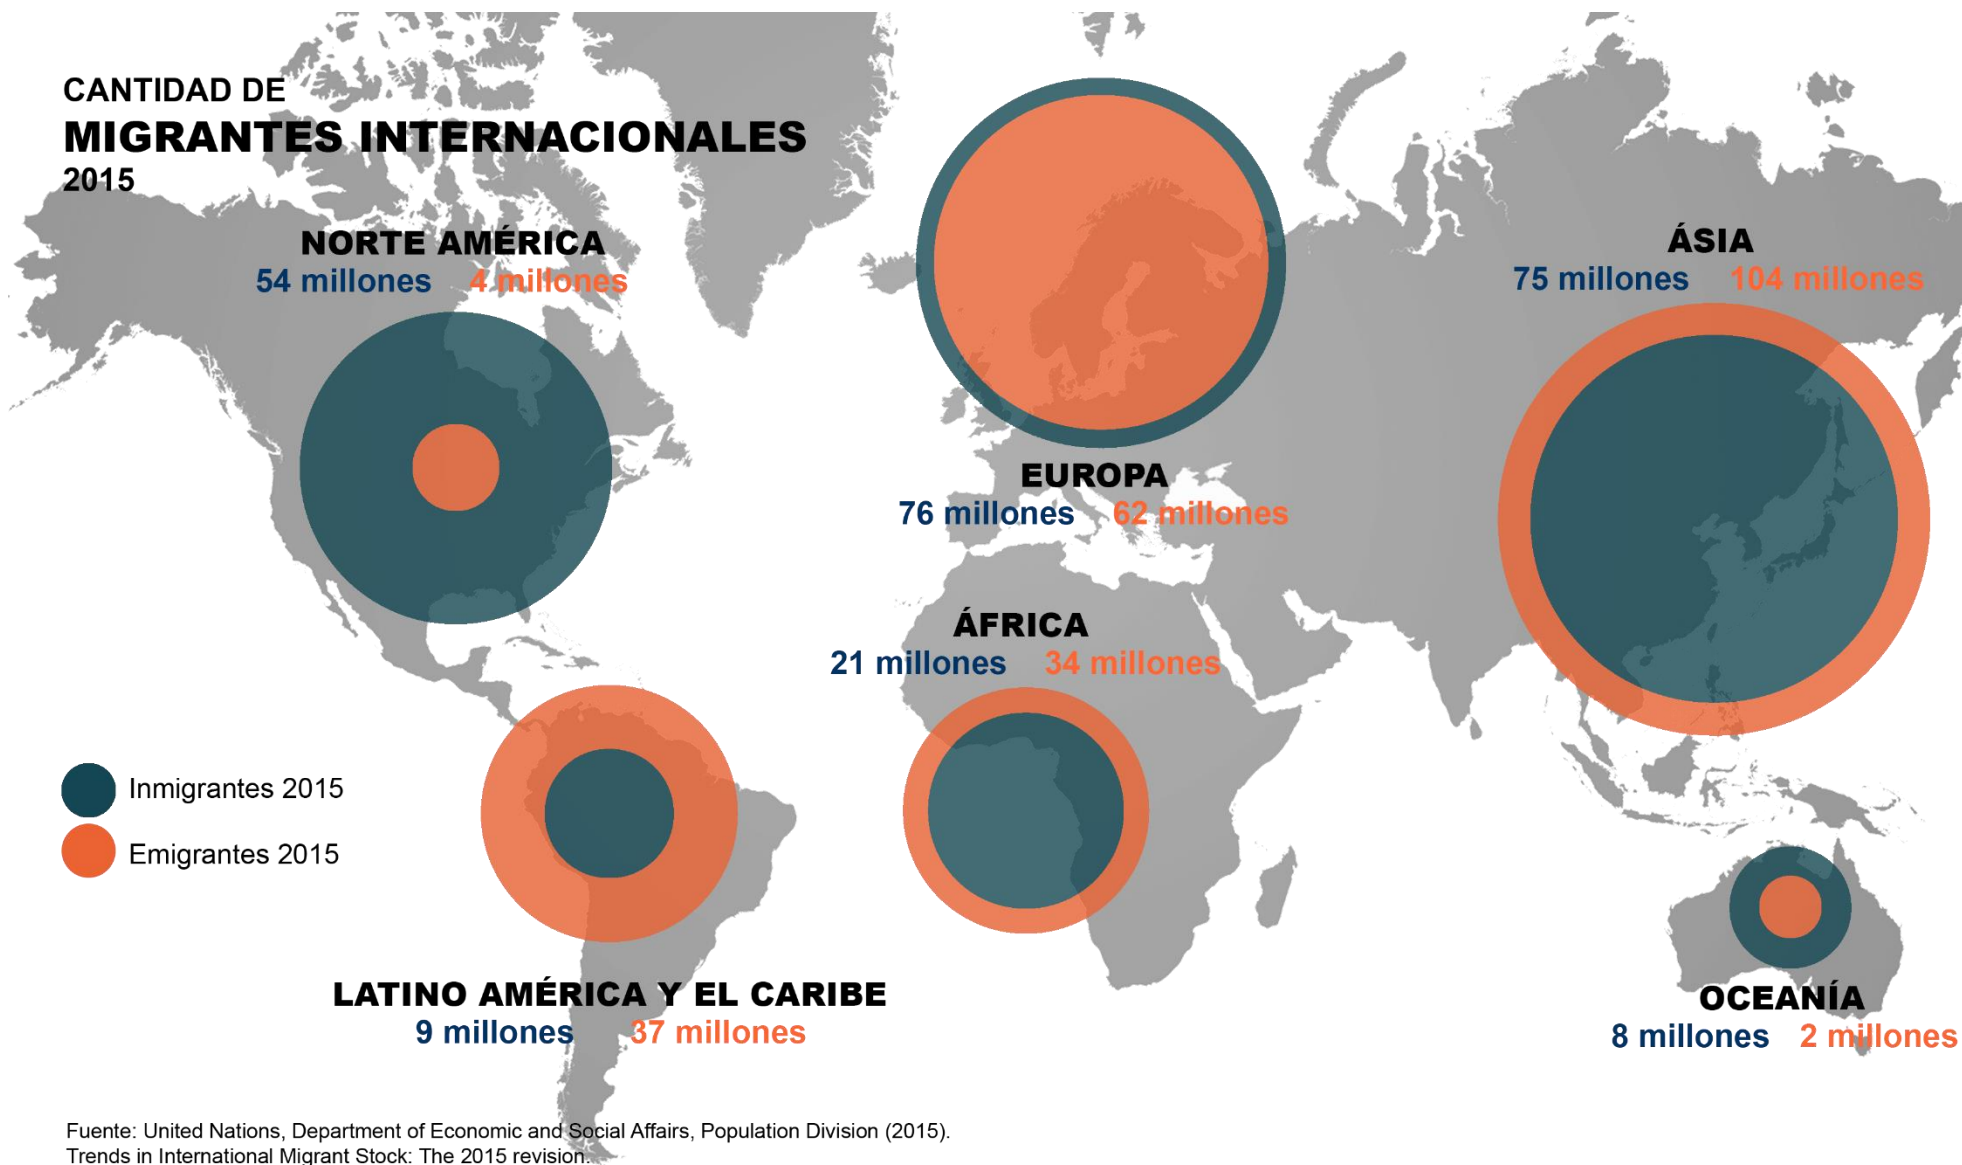 CANTIDAD DE
MIGRANTES INTERNACIONALES
2015
NORTE AMÉRICA
54 millones 4 millones
ÁSIA
75 millones 104 millones
EUROPA
76 millones 62 millones
ÁFRICA
21 millones 34 millones
Inmigrantes 2015
Emigrantes 2015
LATINO AMÉRICA Y EL CARIBE
9 millones 37 millones
OCEANÍA
8 millones 2 millones
Fuente: United Nations, Department of Economic and Social Affairs, Population Division (2015).
Trends in International Migrant Stock: The 2015 revision.